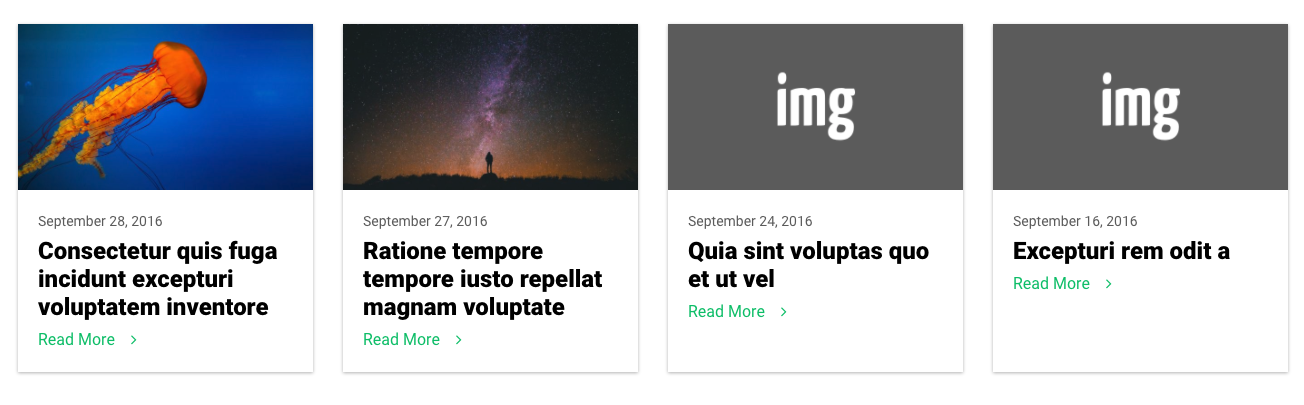 img
img
September 28, 2016
Consectetur quis fuga
incidunt excepturi
voluptatem inventore
Read More
September 27, 2016
Ratione tempore
tempore iusto repellat
magnam voluptate
Read More
September 24, 2016
Quia sint voluptas quo
et ut vel
Read More
September 16, 2016
Excepturi rem odit a
Read More